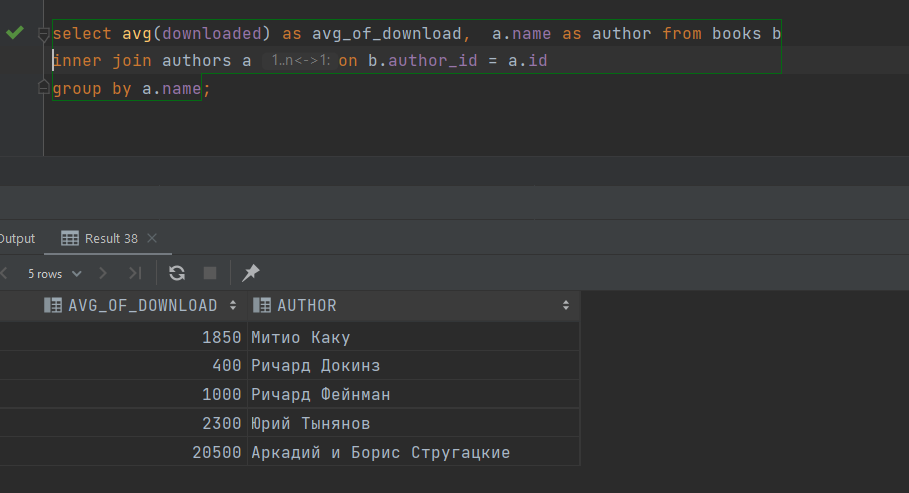 select avg(downloaded) as avg_of_download,  a.name as author from books b
inner join authors a 1..n<->1: on b.author_id = a.id
group by a.name;
Output Result 38
5 rows
AVG_OF_DOWNLOAD AUTHOR
1850 Митио Каку
400 Ричард Докинз
1000 Ричард Фейнман
2300 Юрий Тынянов
20500 Аркадий и Борис Стругацкие